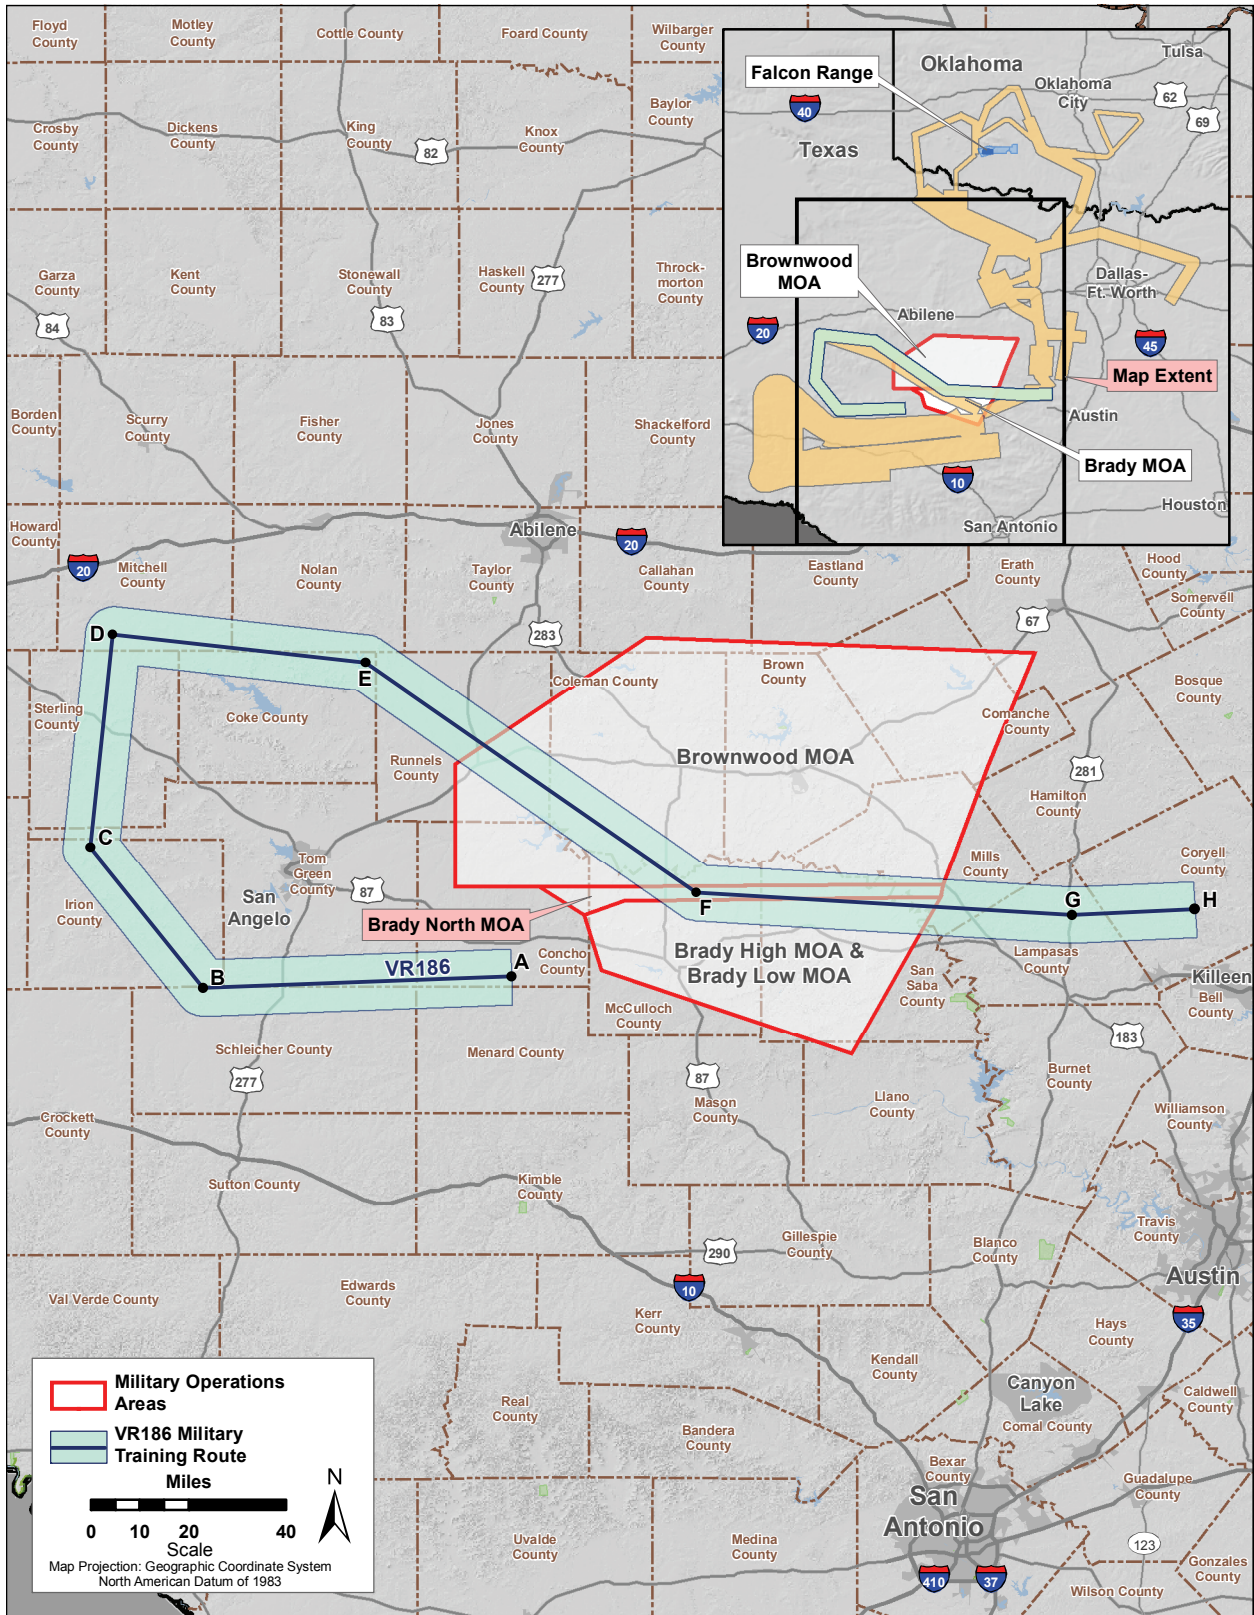 Floyd
County
Motley
County
Cottle County
Foard County
Wilbarger
County
Crosby
County
Dickens
County
King
County
82
Knox
County
Baylor
County
Garza
County
84
Kent
County
Stonewall
County
83
Haskell
County
277
Throck-
morton
County
Borden
County
Scurry
County
Fisher
County
Jones
County
Shackelford
County
Howard
County
20
Mitchell
County
Nolan
County
Abilene
Taylor
County
20
Callahan
County
Eastland
County
Erath
County
Hood
County
Somervell
County
67
283
Falcon Range
Oklahoma
Tulsa
Oklahoma
City
62
69
40
Texas
Brownwood
MOA
Dallas-
Ft. Worth
Abilene
20
45
Map Extent
Austin
Brady MOA
10
Houston
San Antonio
D
E
Sterling
County
Coke County
Runnels
County
Coleman County
Brown
County
Comanche
County
Bosque
County
Brownwood MOA
281
Hamilton
County
C
Tom
Green
County
San
Angelo
87
Irion
County
Mills
County
Coryell
County
F
G
H
Brady North MOA
Brady High MOA &
Brady Low MOA
Concho
County
A
VR186
B
San
Saba
County
Lampasas
County
Killeen
Bell
County
McCulloch
County
Schleicher County
Menard County
183
277
87
Mason
County
Llano
County
Burnet
County
Williamson
County
Crockett
County
Sutton County
Kimble
County
Gillespie
County
290
Blanco
County
Travis
County
Austin
Val Verde County
Edwards
County
10
Kerr
County
Hays
County
35
Kendall
County
Canyon
Lake
Comal County
Caldwell
County
Real
County
Bandera
County
Bexar
County
San
Antonio
Guadalupe
County
Uvalde
County
Medina
County
123
Gonzales
County
410
37
Wilson County
Military Operations
Areas
VR186 Military
Training Route
Miles
N
0 10 20 40
Scale
Map Projection: Geographic Coordinate System
North American Datum of 1983